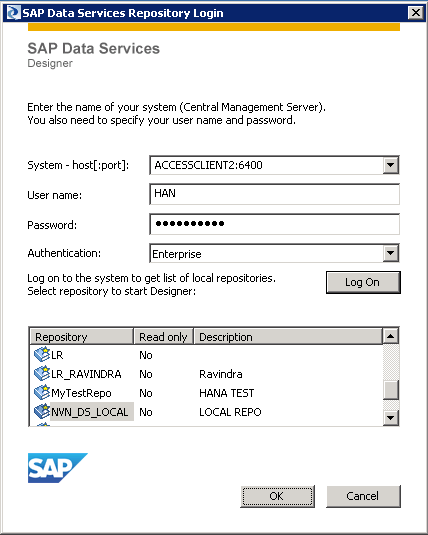 SAP Data Services Repository Login
SAP Data Services
Designer
Enter the name of your system (Central Management Server).
You also need to specify your user name and password.
System - host[:port]: ACCESSCLIENT2:6400
User name: HAN
Password: ●●●●●●●●●●
Authentication: Enterprise
Log on to the system to get list of local repositories.
Select repository to start Designer:
Log On
Repository Read only Description
LR No
LR_RAVINDRA No Ravindra
MyTestRepo No HANA TEST
NVN_DS_LOCAL No LOCAL REPO
SAP
OK Cancel